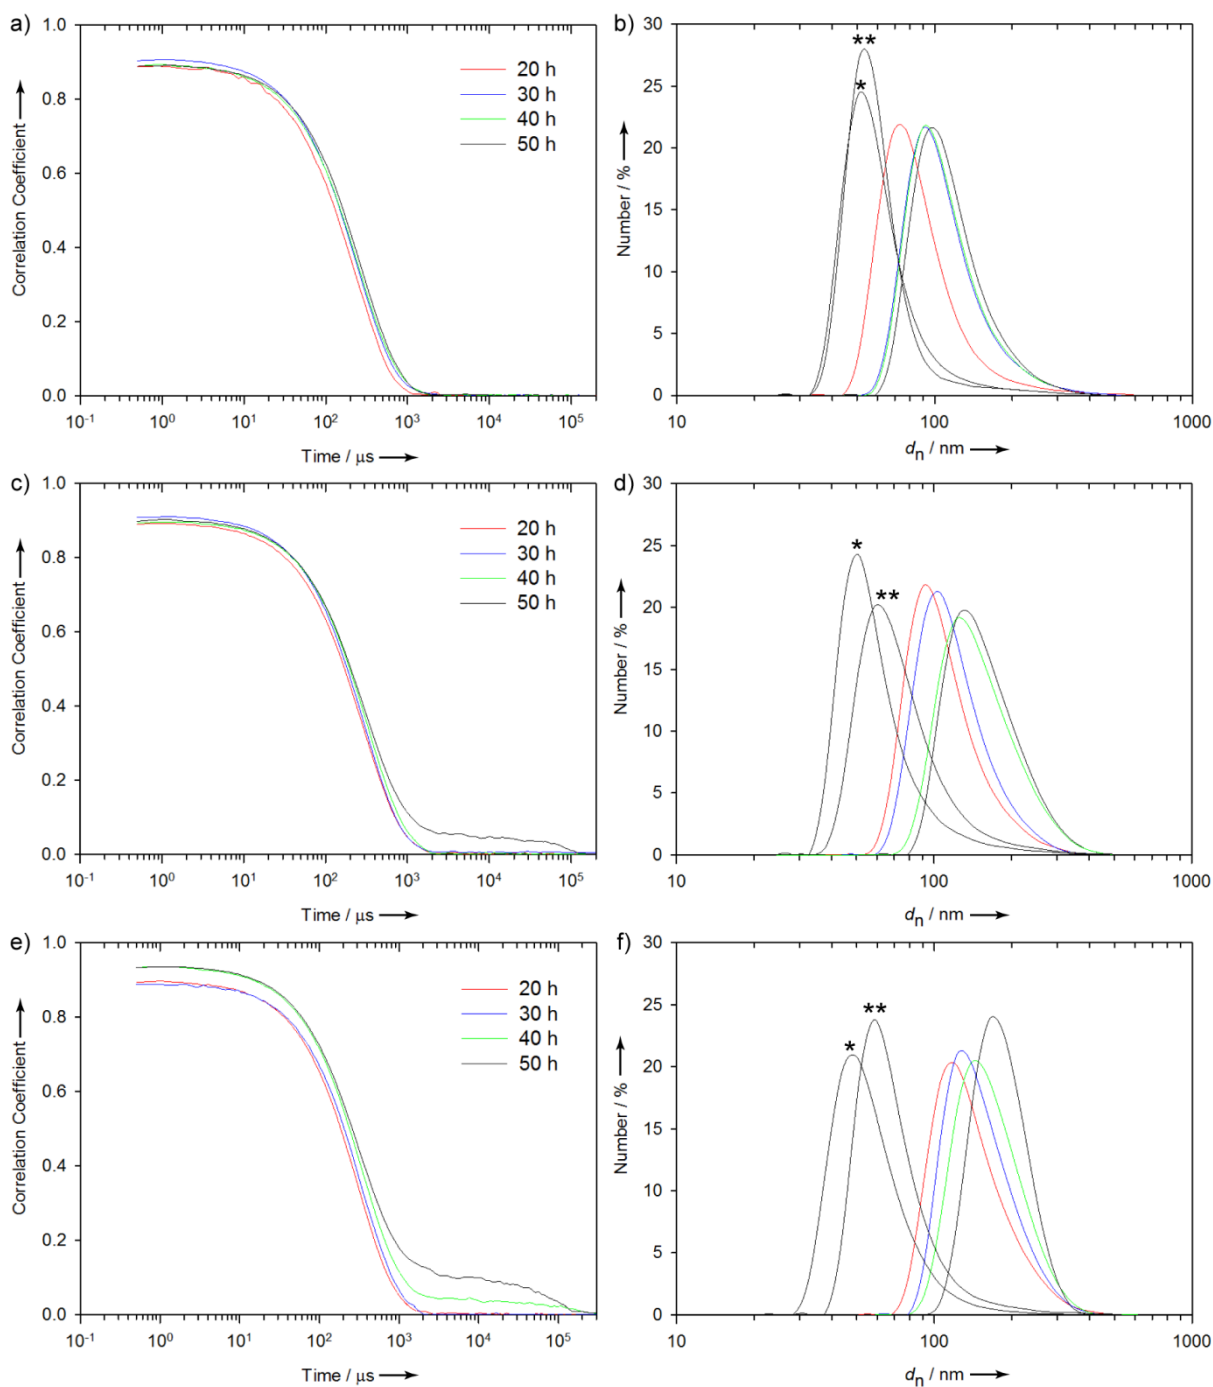 a)
1.0
0.8
0.6
0.4
0.2
0.0
Correlation Coefficient
20 h
30 h
40 h
50 h
10⁻¹ 10⁰ 10¹ 10² 10³ 10⁴ 10⁵
Time / μs
b)
30
25
20
15
10
5
0
Number / %
**
*
10 100 1000
dₙ / nm
c)
1.0
0.8
0.6
0.4
0.2
0.0
Correlation Coefficient
20 h
30 h
40 h
50 h
10⁻¹ 10⁰ 10¹ 10² 10³ 10⁴ 10⁵
Time / μs
d)
30
25
20
15
10
5
0
Number / %
*
**
10 100 1000
dₙ / nm
e)
1.0
0.8
0.6
0.4
0.2
0.0
Correlation Coefficient
20 h
30 h
40 h
50 h
10⁻¹ 10⁰ 10¹ 10² 10³ 10⁴ 10⁵
Time / μs
f)
30
25
20
15
10
5
0
Number / %
**
*
10 100 1000
dₙ / nm